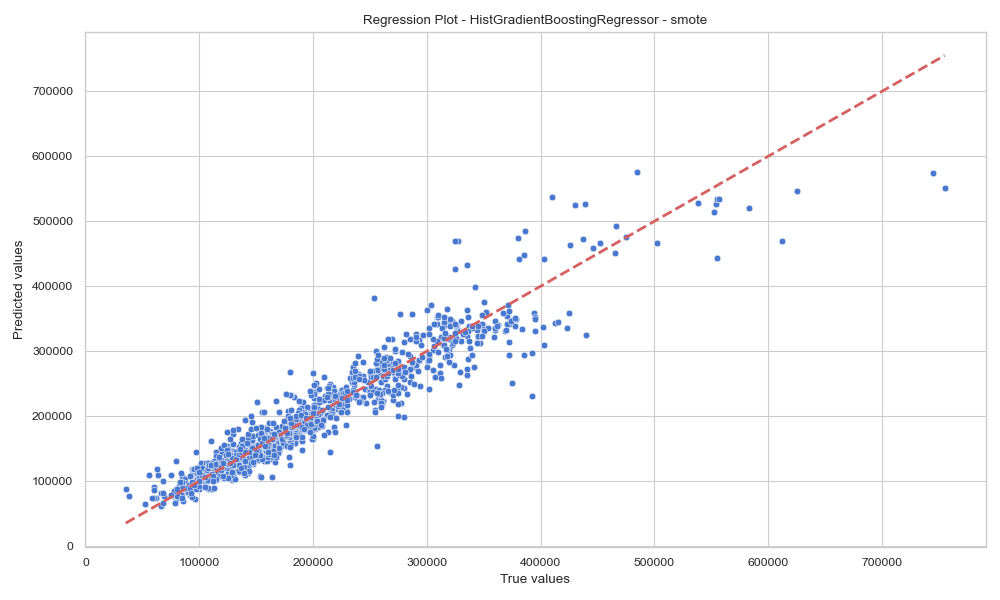 Regression Plot - HistGradientBoostingRegressor - smote
Predicted values
700000
600000
500000
400000
300000
200000
100000
0
0 100000 200000 300000 400000 500000 600000 700000
True values